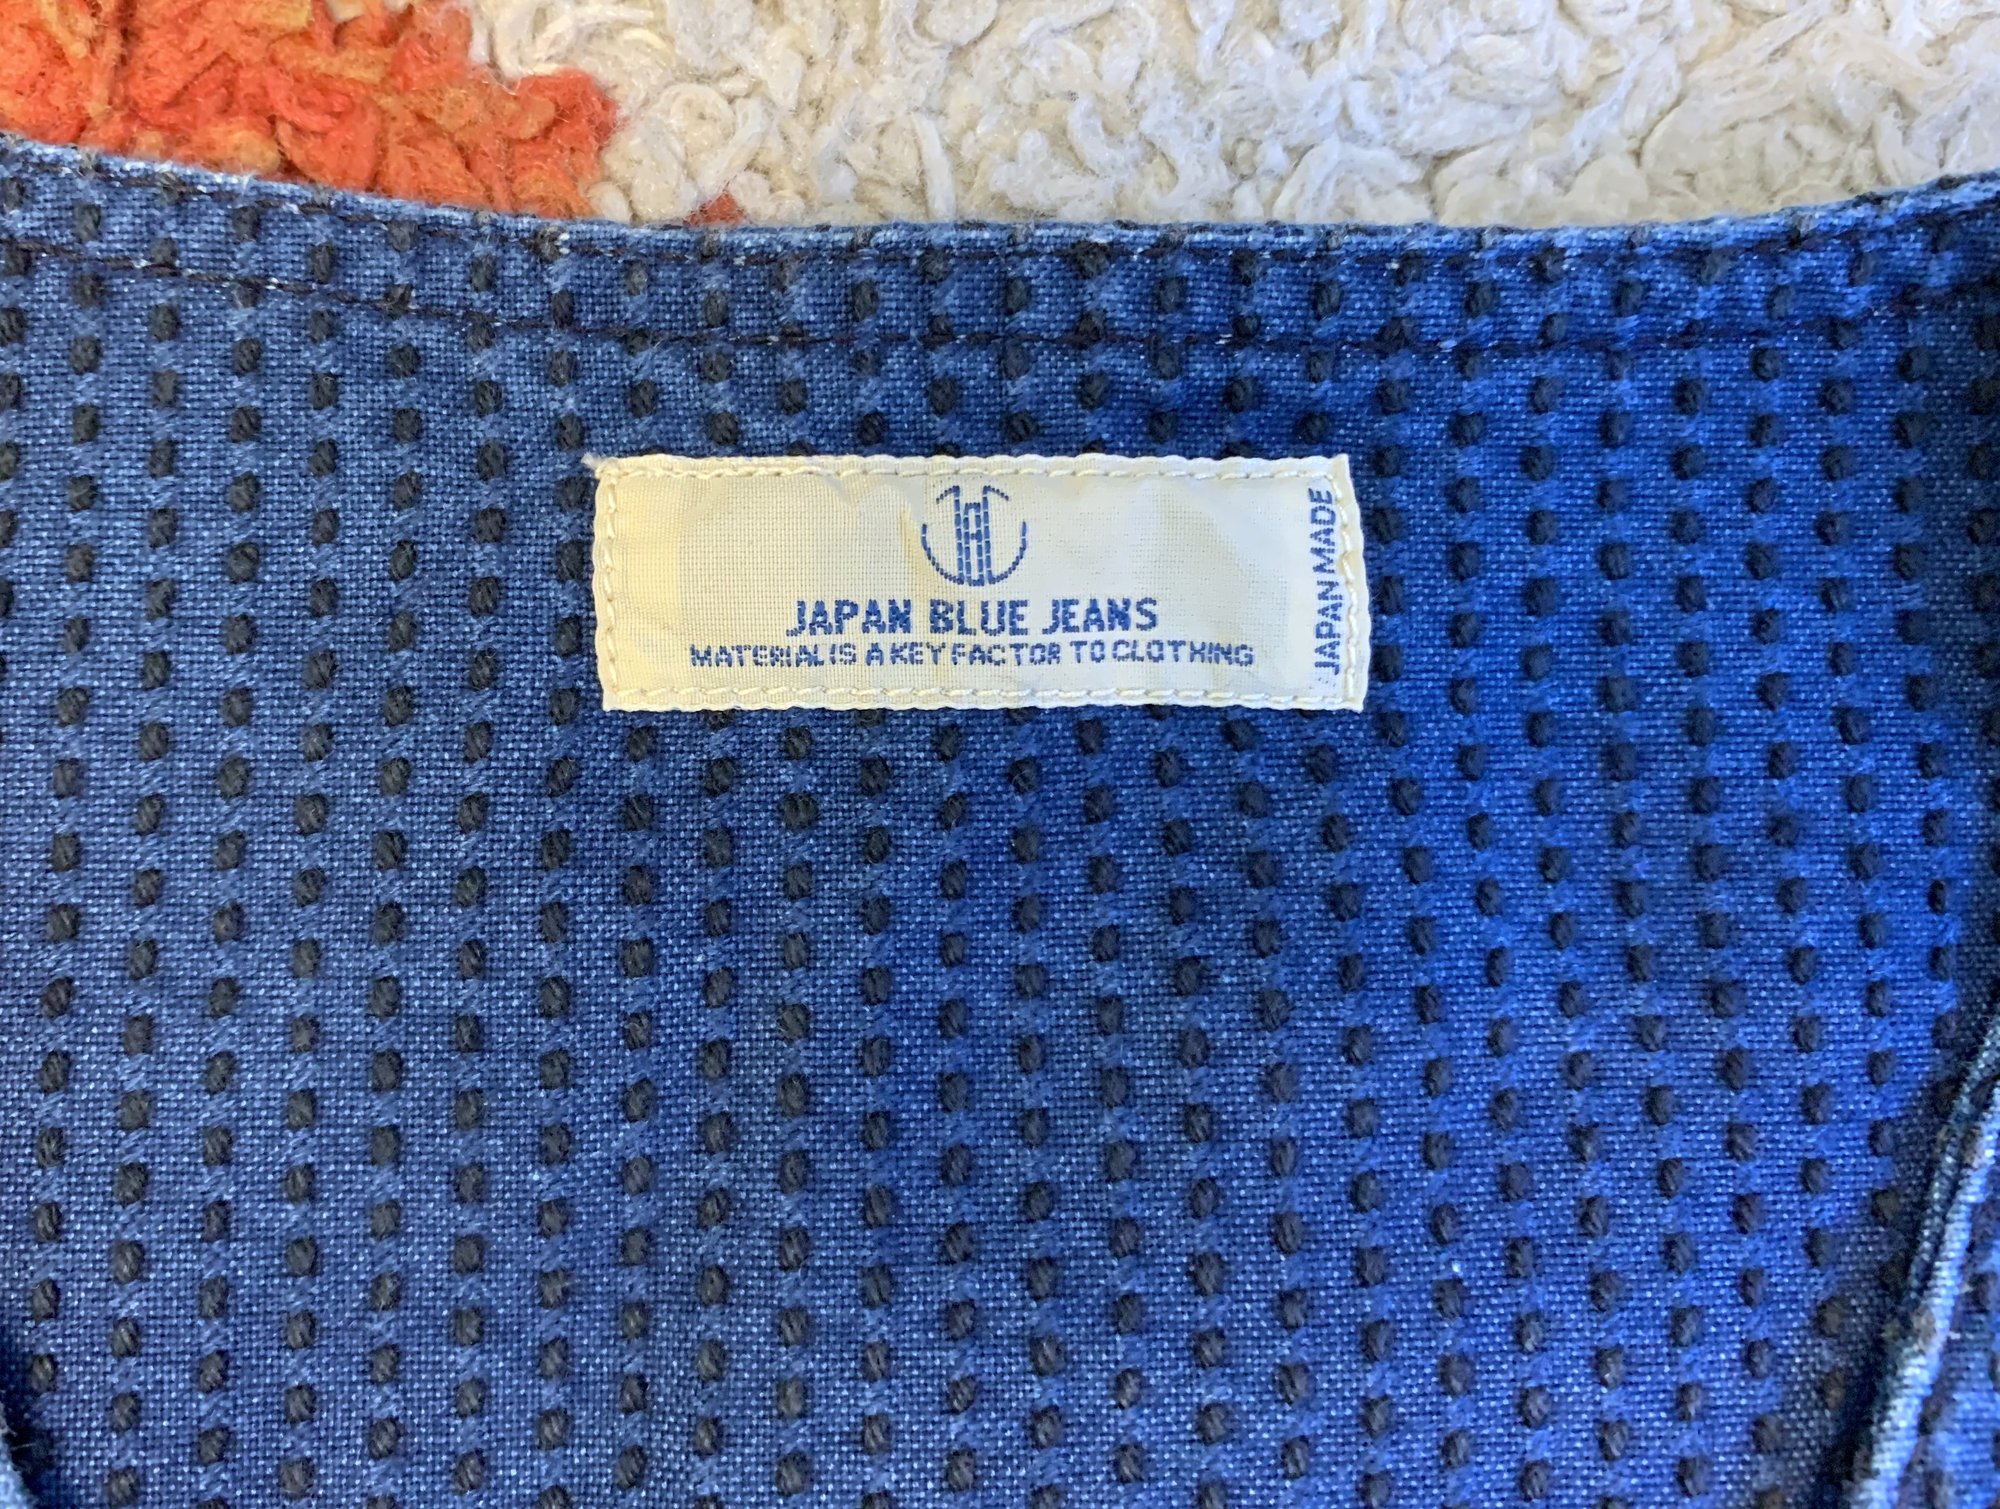 JAPAN BLUE JEANS
MATERIAL IS A KEY FACTOR TO CLOTHING
JAPAN MADE